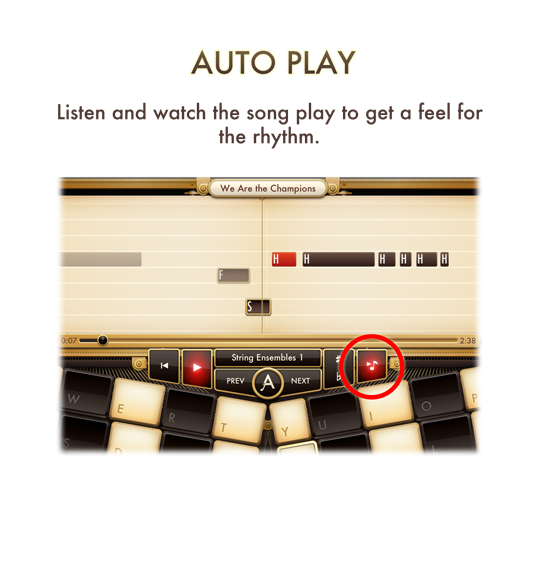 AUTO PLAY
Listen and watch the song play to get a feel for
the rhythm.
We Are the Champions
H H H H H H
F
S
0:07 2:38
String Ensembles 1
PREV A NEXT
W E R T Y U I O P
S